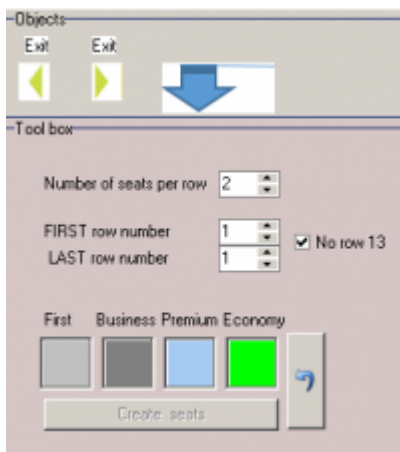 Objects
Exit Exit
Tool box
Number of seats per row 2
FIRST row number 1
LAST row number 1
No row 13
First Business Premium Economy
Create seats